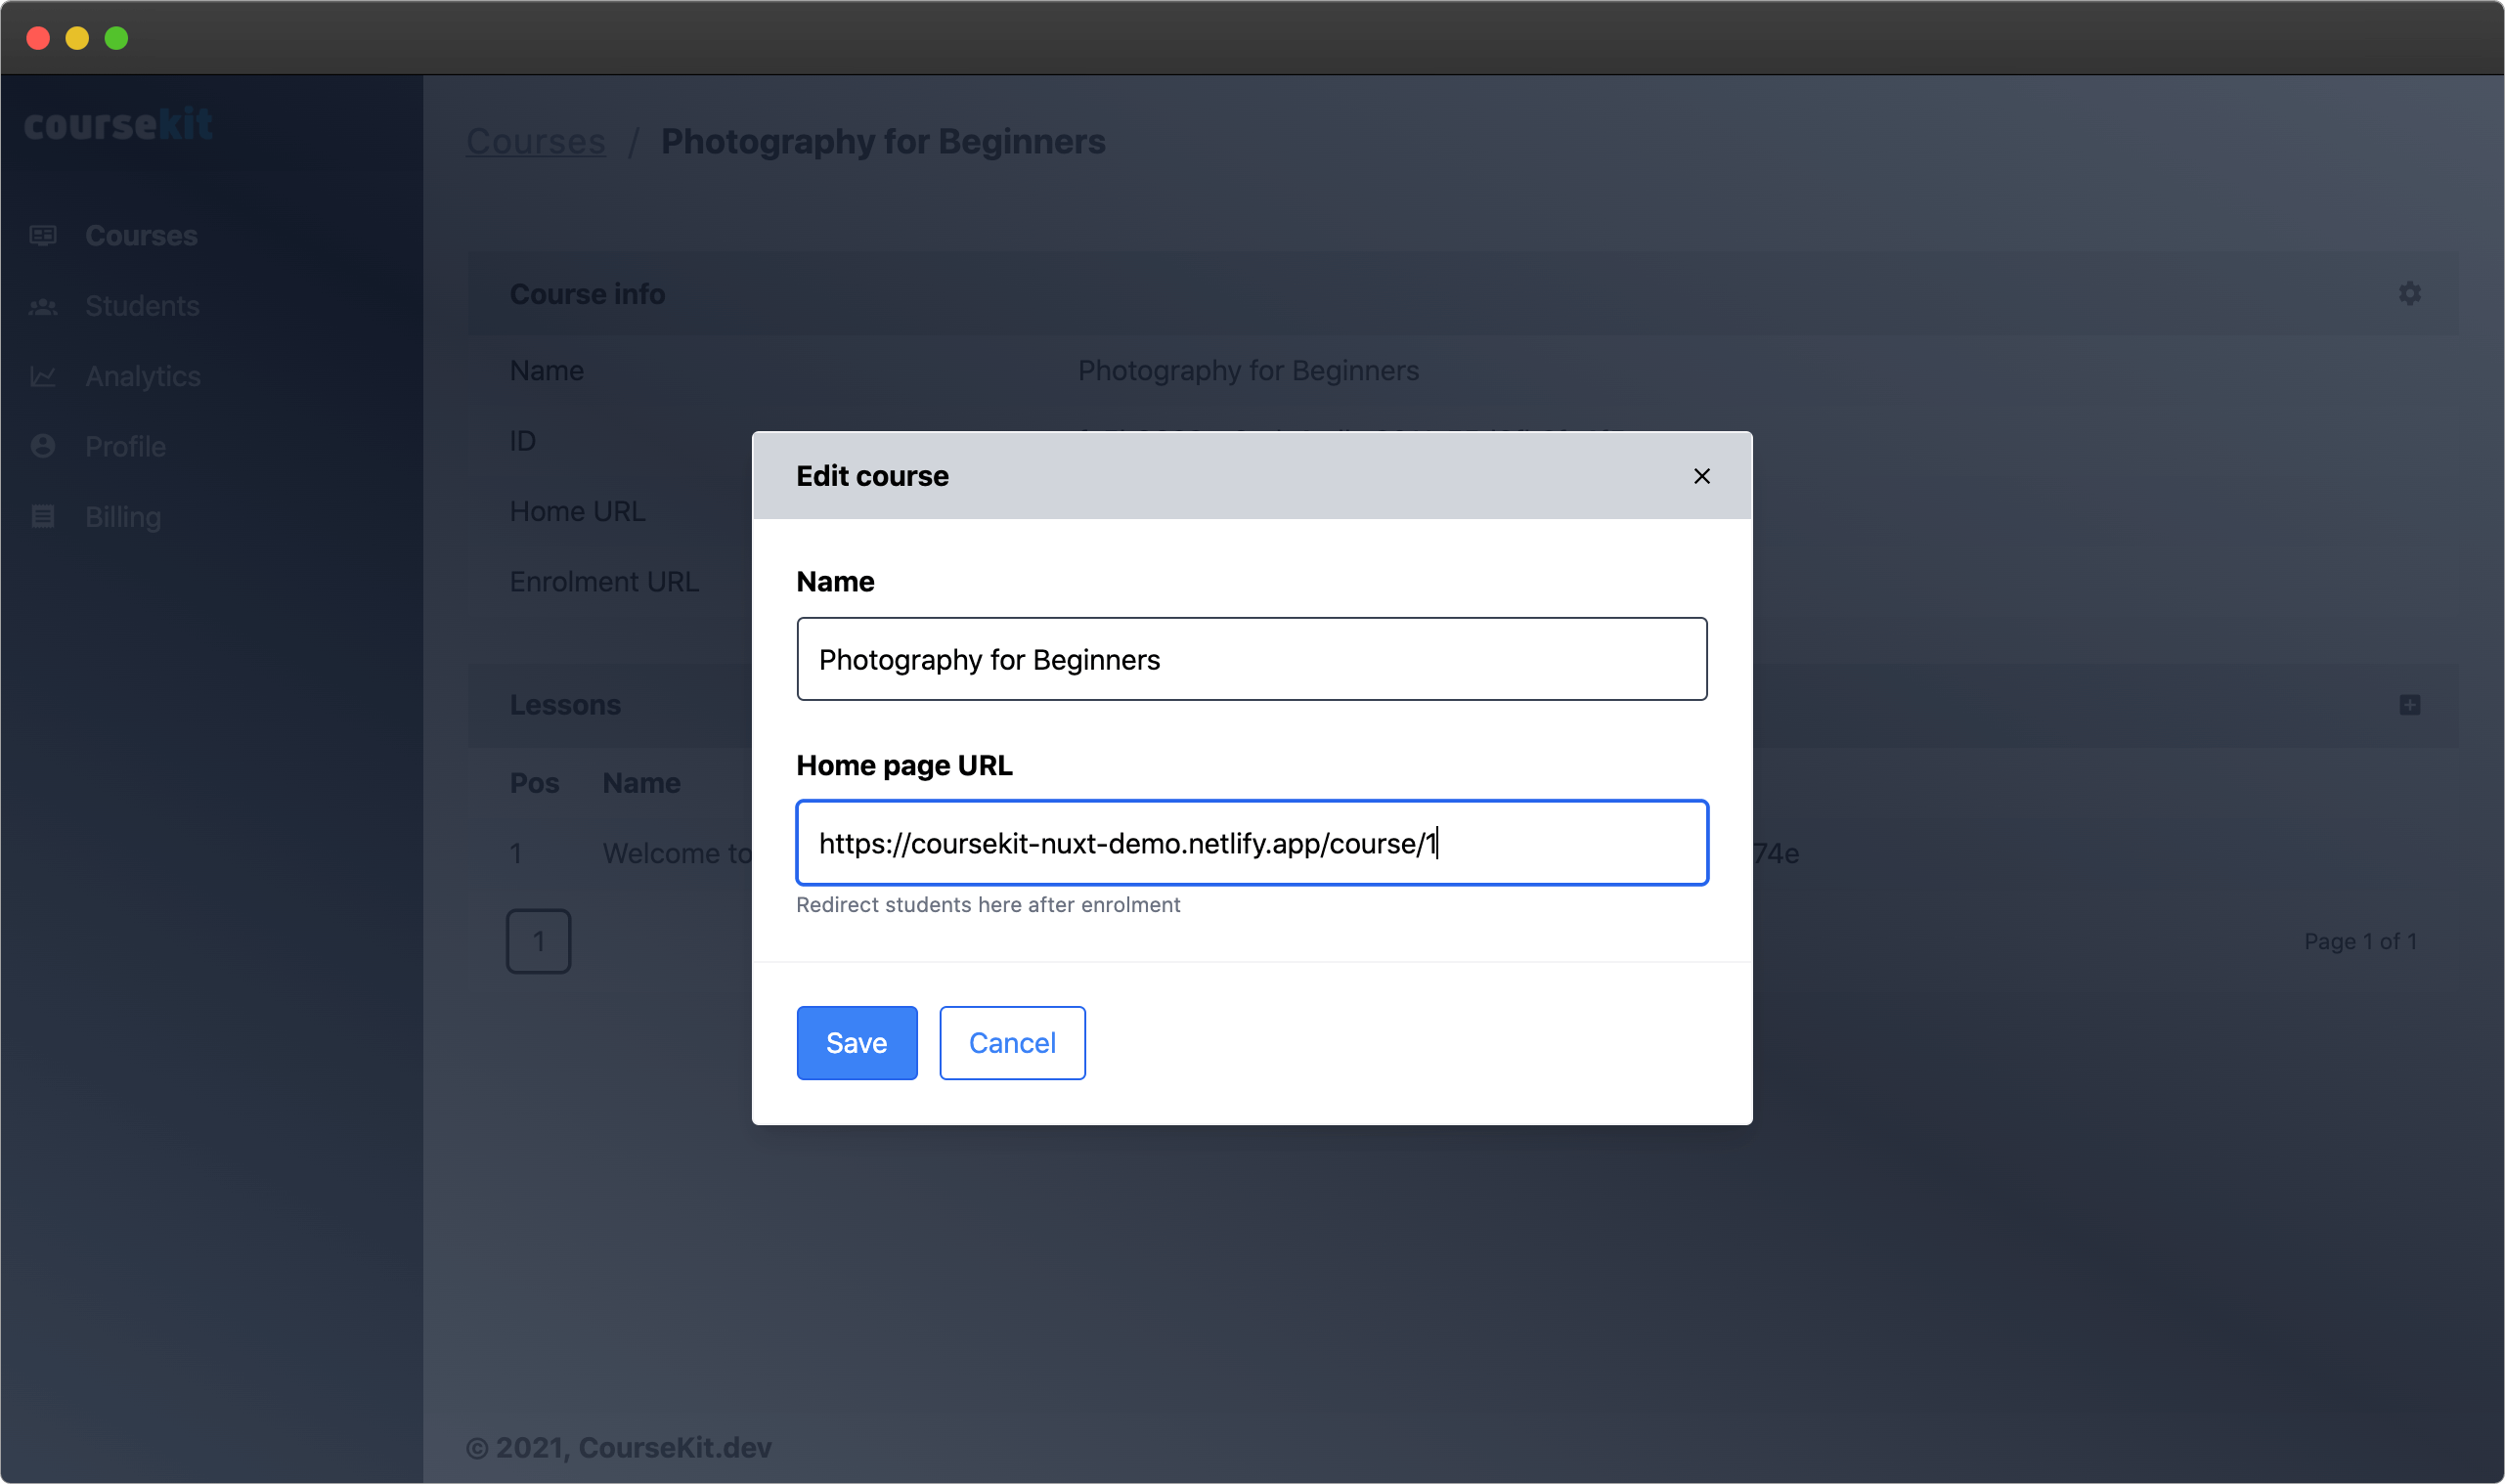 coursekit
Courses / Photography for Beginners
Courses
Students
Analytics
Profile
Billing
Course info
Name Photography for Beginners
ID
Home URL
Enrolment URL
Lessons
Pos Name
1 Welcome to 74e
1 Page 1 of 1
Edit course
Name
Photography for Beginners
Home page URL
https://coursekit-nuxt-demo.netlify.app/course/1
Redirect students here after enrolment
Save Cancel
© 2021, CourseKit.dev